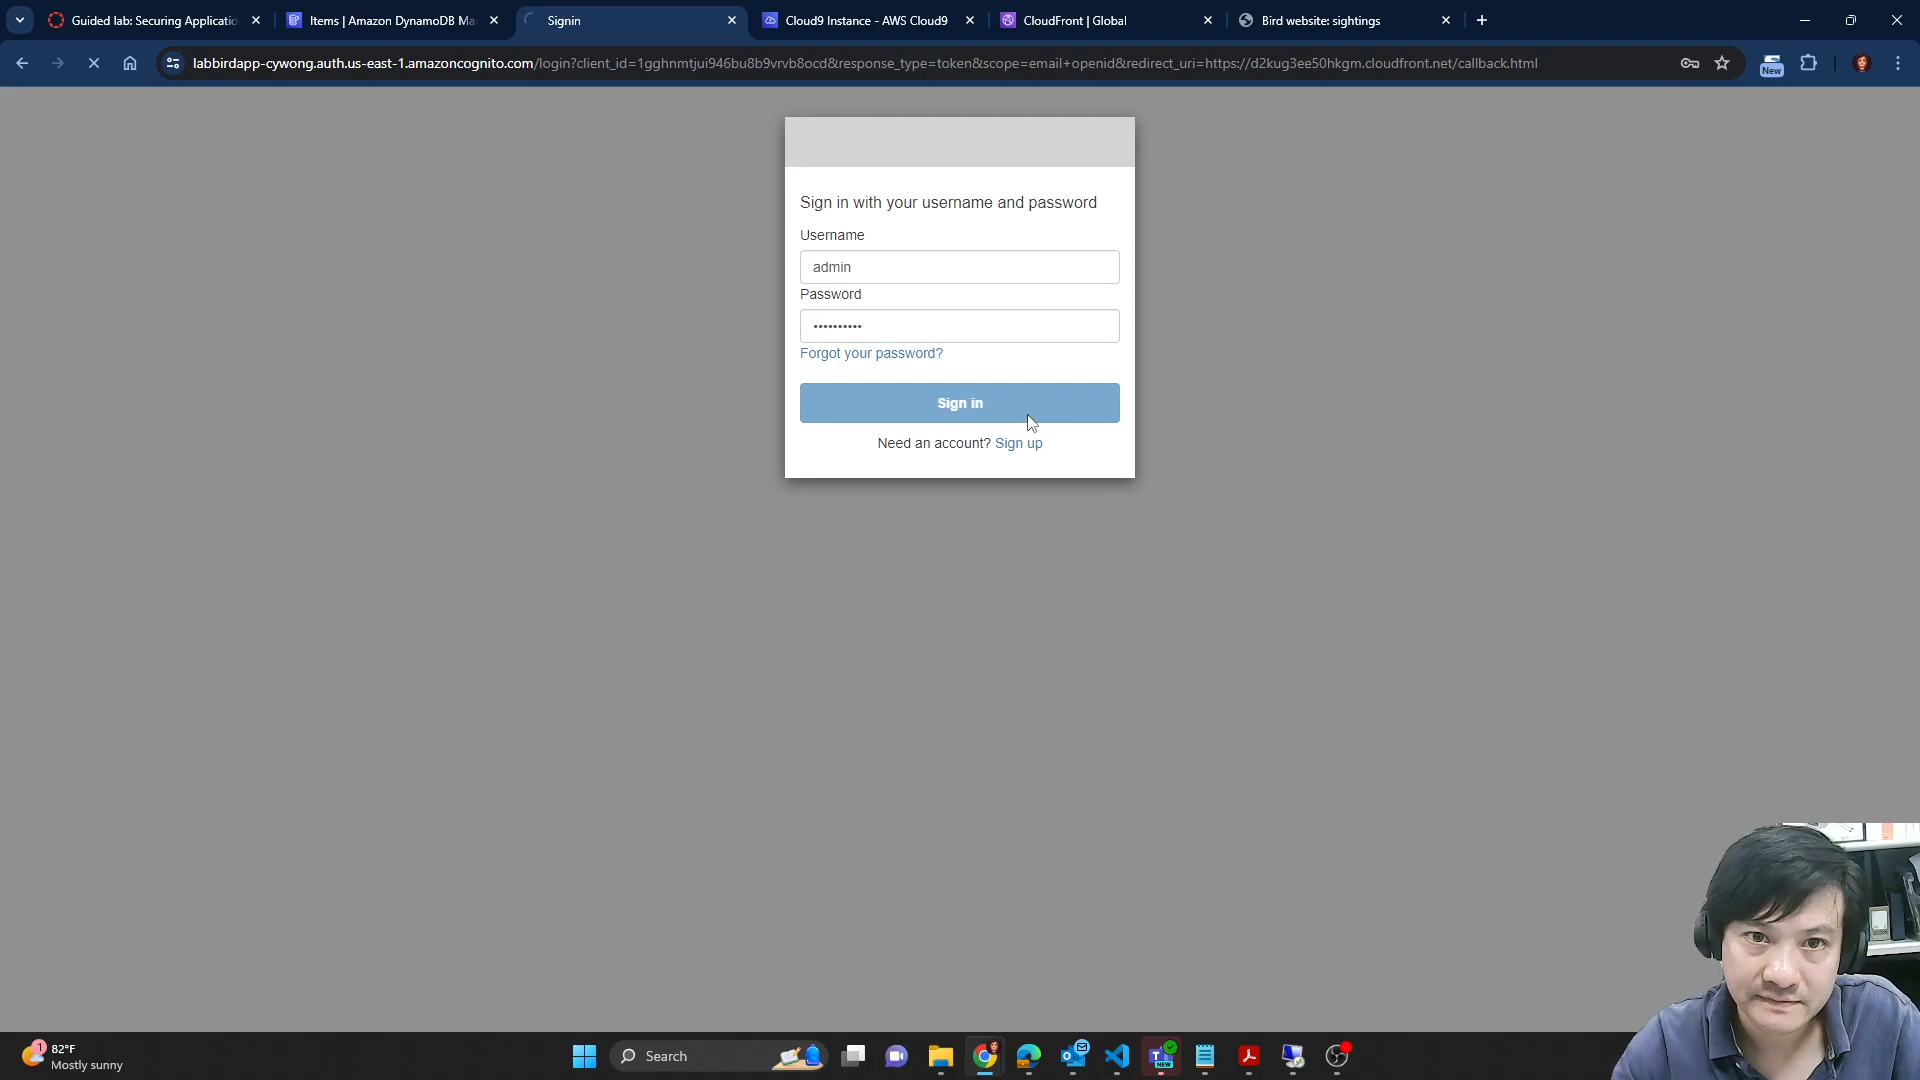 Guided lab: Securing Applicatio
Items | Amazon DynamoDB Ma
Signin
Cloud9 Instance - AWS Cloud9
CloudFront | Global
Bird website: sightings
labbirdapp-cywong.auth.us-east-1.amazoncognito.com/login?client_id=1gghnmtjui946bu8b9vrvb8ocd&response_type=token&scope=email+openid&redirect_uri=https://d2kug3ee50hkgm.cloudfront.net/callback.html
New
Sign in with your username and password
Username
admin
Password
••••••••••
Forgot your password?
Sign in
Need an account? Sign up
1
82°F
Mostly sunny
Search
NEW